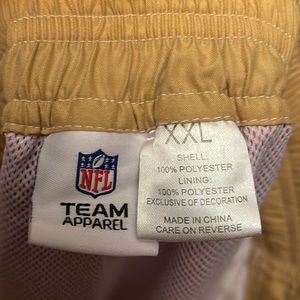 NFL
TEAM
APPAREL
XXL
SHELL:
100% POLYESTER
LINING:
100% POLYESTER
EXCLUSIVE OF DECORATION
MADE IN CHINA
CARE ON REVERSE